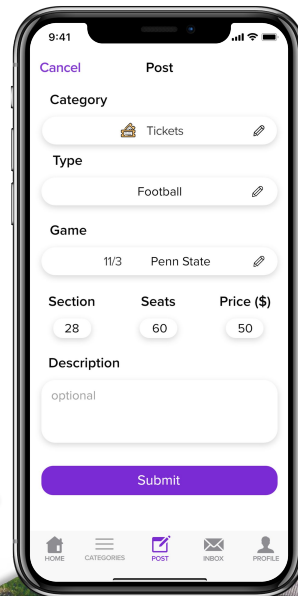 9:41
Cancel Post
Category
Tickets
Type
Football
Game
11/3 Penn State
Section Seats Price ($)
28 60 50
Description
optional
Submit
HOME CATEGORIES POST INBOX PROFILE